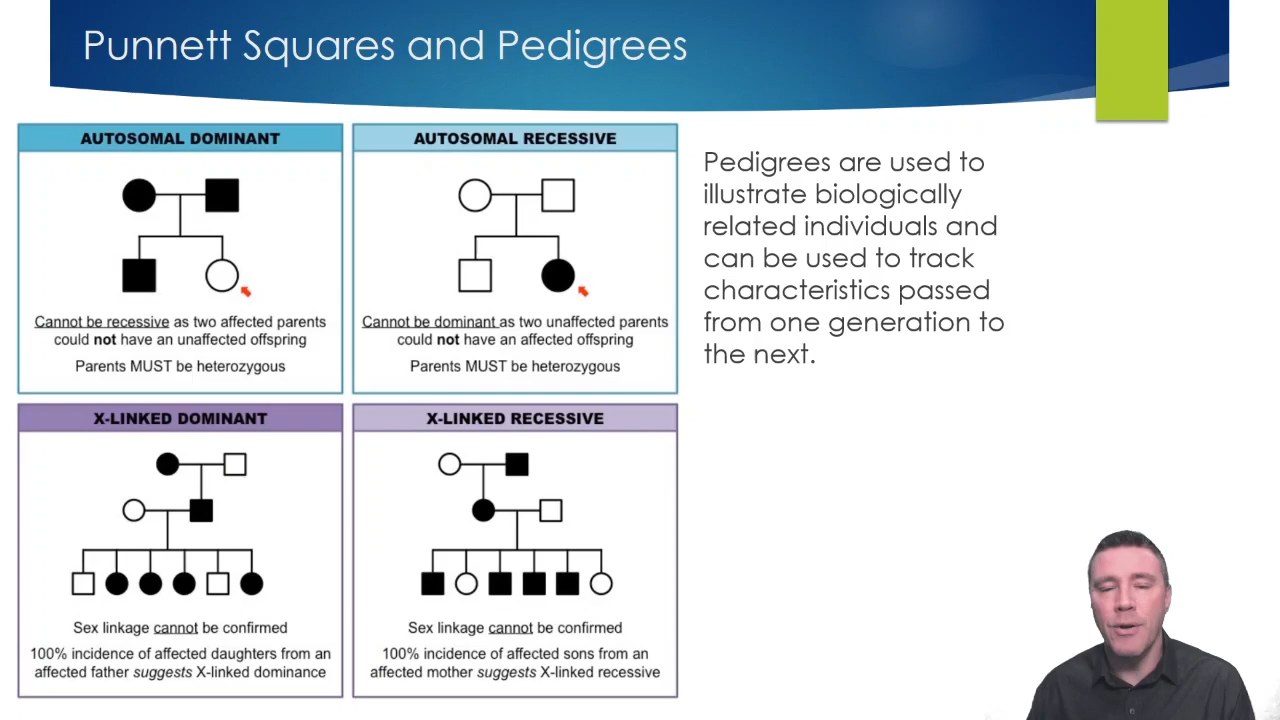 Punnett Squares and Pedigrees
AUTOSOMAL DOMINANT
Cannot be recessive as two affected parents
could not have an unaffected offspring
Parents MUST be heterozygous
AUTOSOMAL RECESSIVE
Cannot be dominant as two unaffected parents
could not have an affected offspring
Parents MUST be heterozygous
X-LINKED DOMINANT
Sex linkage cannot be confirmed
100% incidence of affected daughters from an
affected father suggests X-linked dominance
X-LINKED RECESSIVE
Sex linkage cannot be confirmed
100% incidence of affected sons from an
affected mother suggests X-linked recessive
Pedigrees are used to
illustrate biologically
related individuals and
can be used to track
characteristics passed
from one generation to
the next.